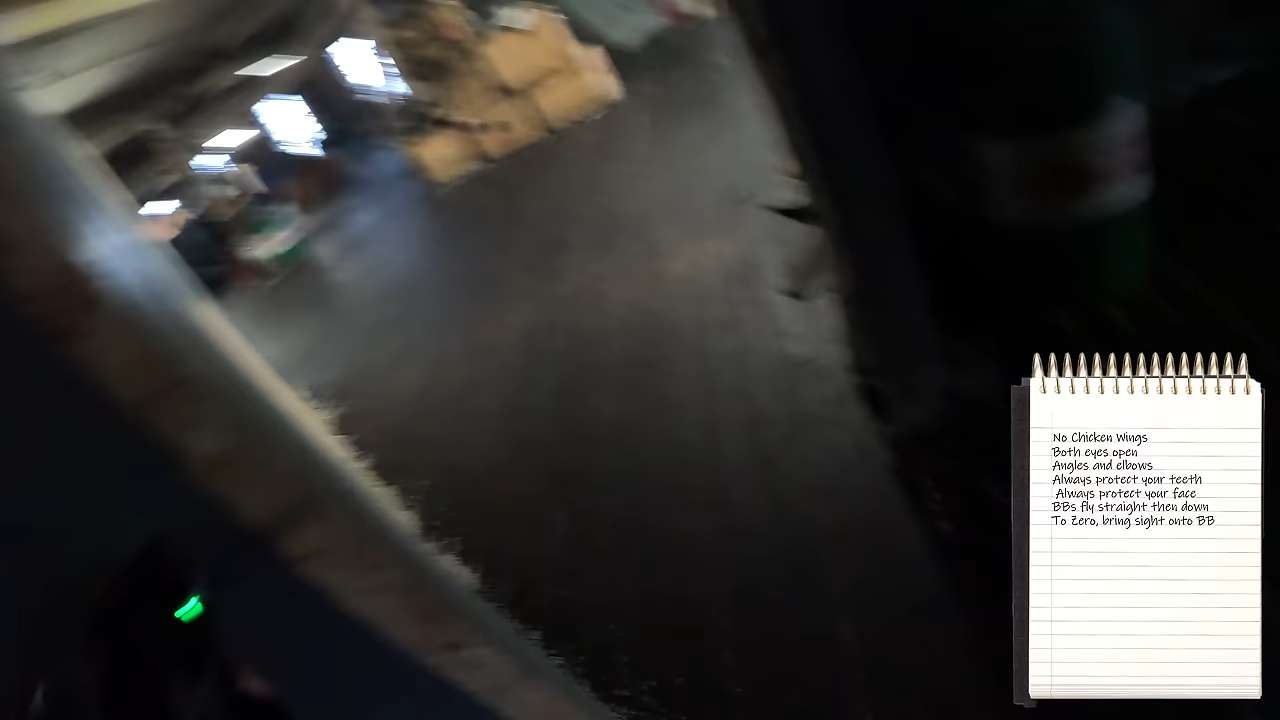 No Chicken Wings
Both eyes open
Angles and elbows
Always protect your teeth
Always protect your face
BBs fly straight then down
To Zero, bring sight onto BB